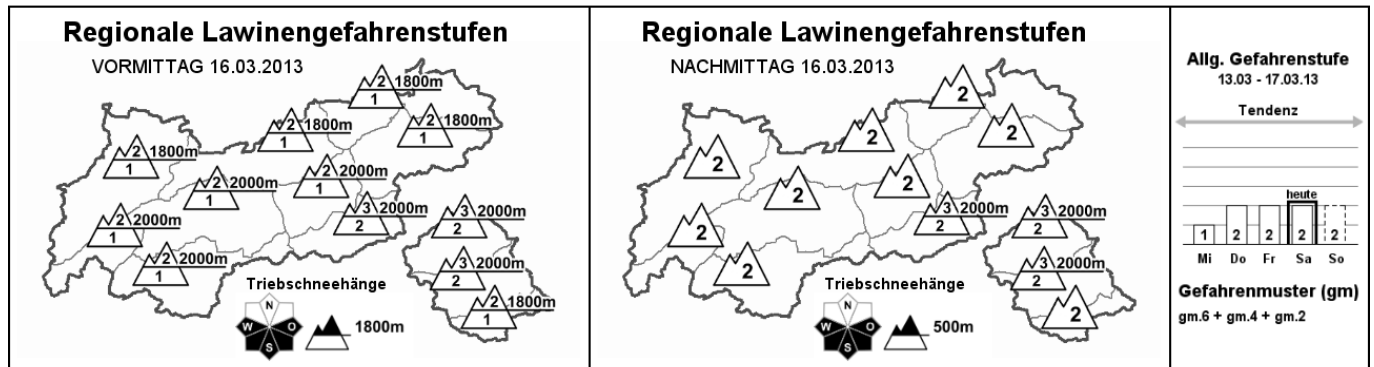 Regionale Lawinengefahrenstufen
VORMITTAG 16.03.2013
2 1800m
1
2 1800m
1
2 1800m
1
2 1800m
1
2 2000m
1
2 2000m
1
3 2000m
2
2 2000m
1
2 2000m
1
3 2000m
2
3 2000m
2
2 1800m
1
Triebschneehänge
N
W O
S
1800m
Regionale Lawinengefahrenstufen
NACHMITTAG 16.03.2013
2
2
2
2
2
2
3 2000m
2
2
2
3 2000m
2
3 2000m
2
2
Triebschneehänge
N
W O
S
500m
Allg. Gefahrenstufe
13.03 - 17.03.13
Tendenz
heute
1 2 2 2 2
Mi Do Fr Sa So
Gefahrenmuster (gm)
gm.6 + gm.4 + gm.2